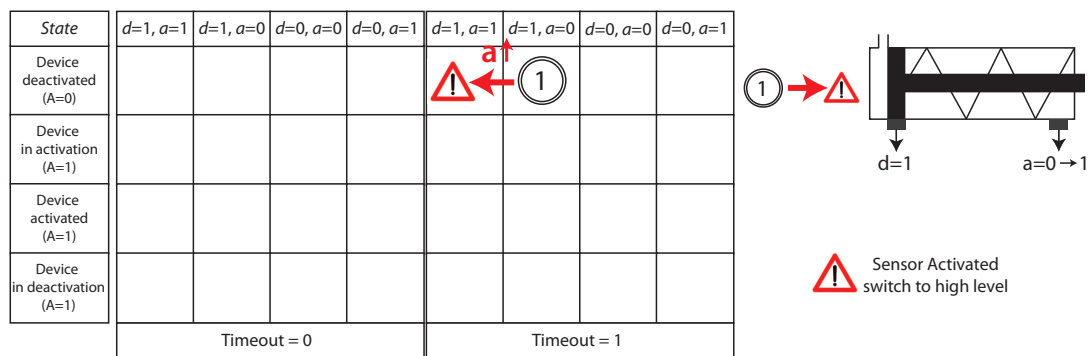 State d=1, a=1 d=1, a=0 d=0, a=0 d=0, a=1 d=1, a=1 d=1, a=0 d=0, a=0 d=0, a=1
Device
deactivated
(A=0)
a↑
!
1
Device
in activation
(A=1)
Device
activated
(A=1)
Device
in deactivation
(A=1)
Timeout = 0 Timeout = 1
1
!
d=1 a=0→1
!
Sensor Activated
switch to high level